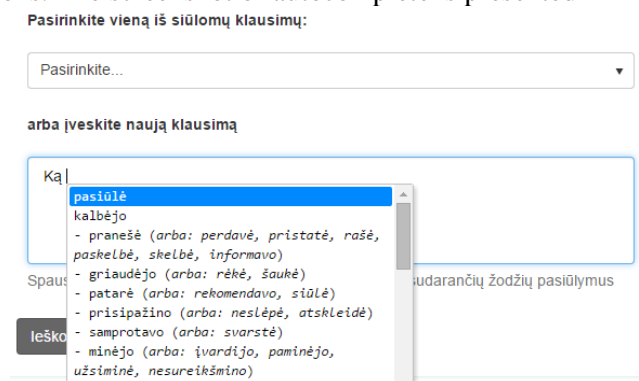 Pasirinkite vieną iš siūlomų klausimų:
Pasirinkite...
arba įveskite naują klausimą
Ką
pasiūlė
kalbėjo
- pranešė (arba: perdavė, pristatė, rašė,
paskelbė, skelbė, informavo)
- griaudėjo (arba: rėkė, šaukė)
- patarė (arba: rekomendavo, siūlė)
- prisipažino (arba: neslėpė, atskleidė)
- samprotavo (arba: svarstė)
- minėjo (arba: įvardijo, paminėjo,
užsiminė, nesureikšmino)
Spaus sudarančių žodžių pasiūlymus
Ieško